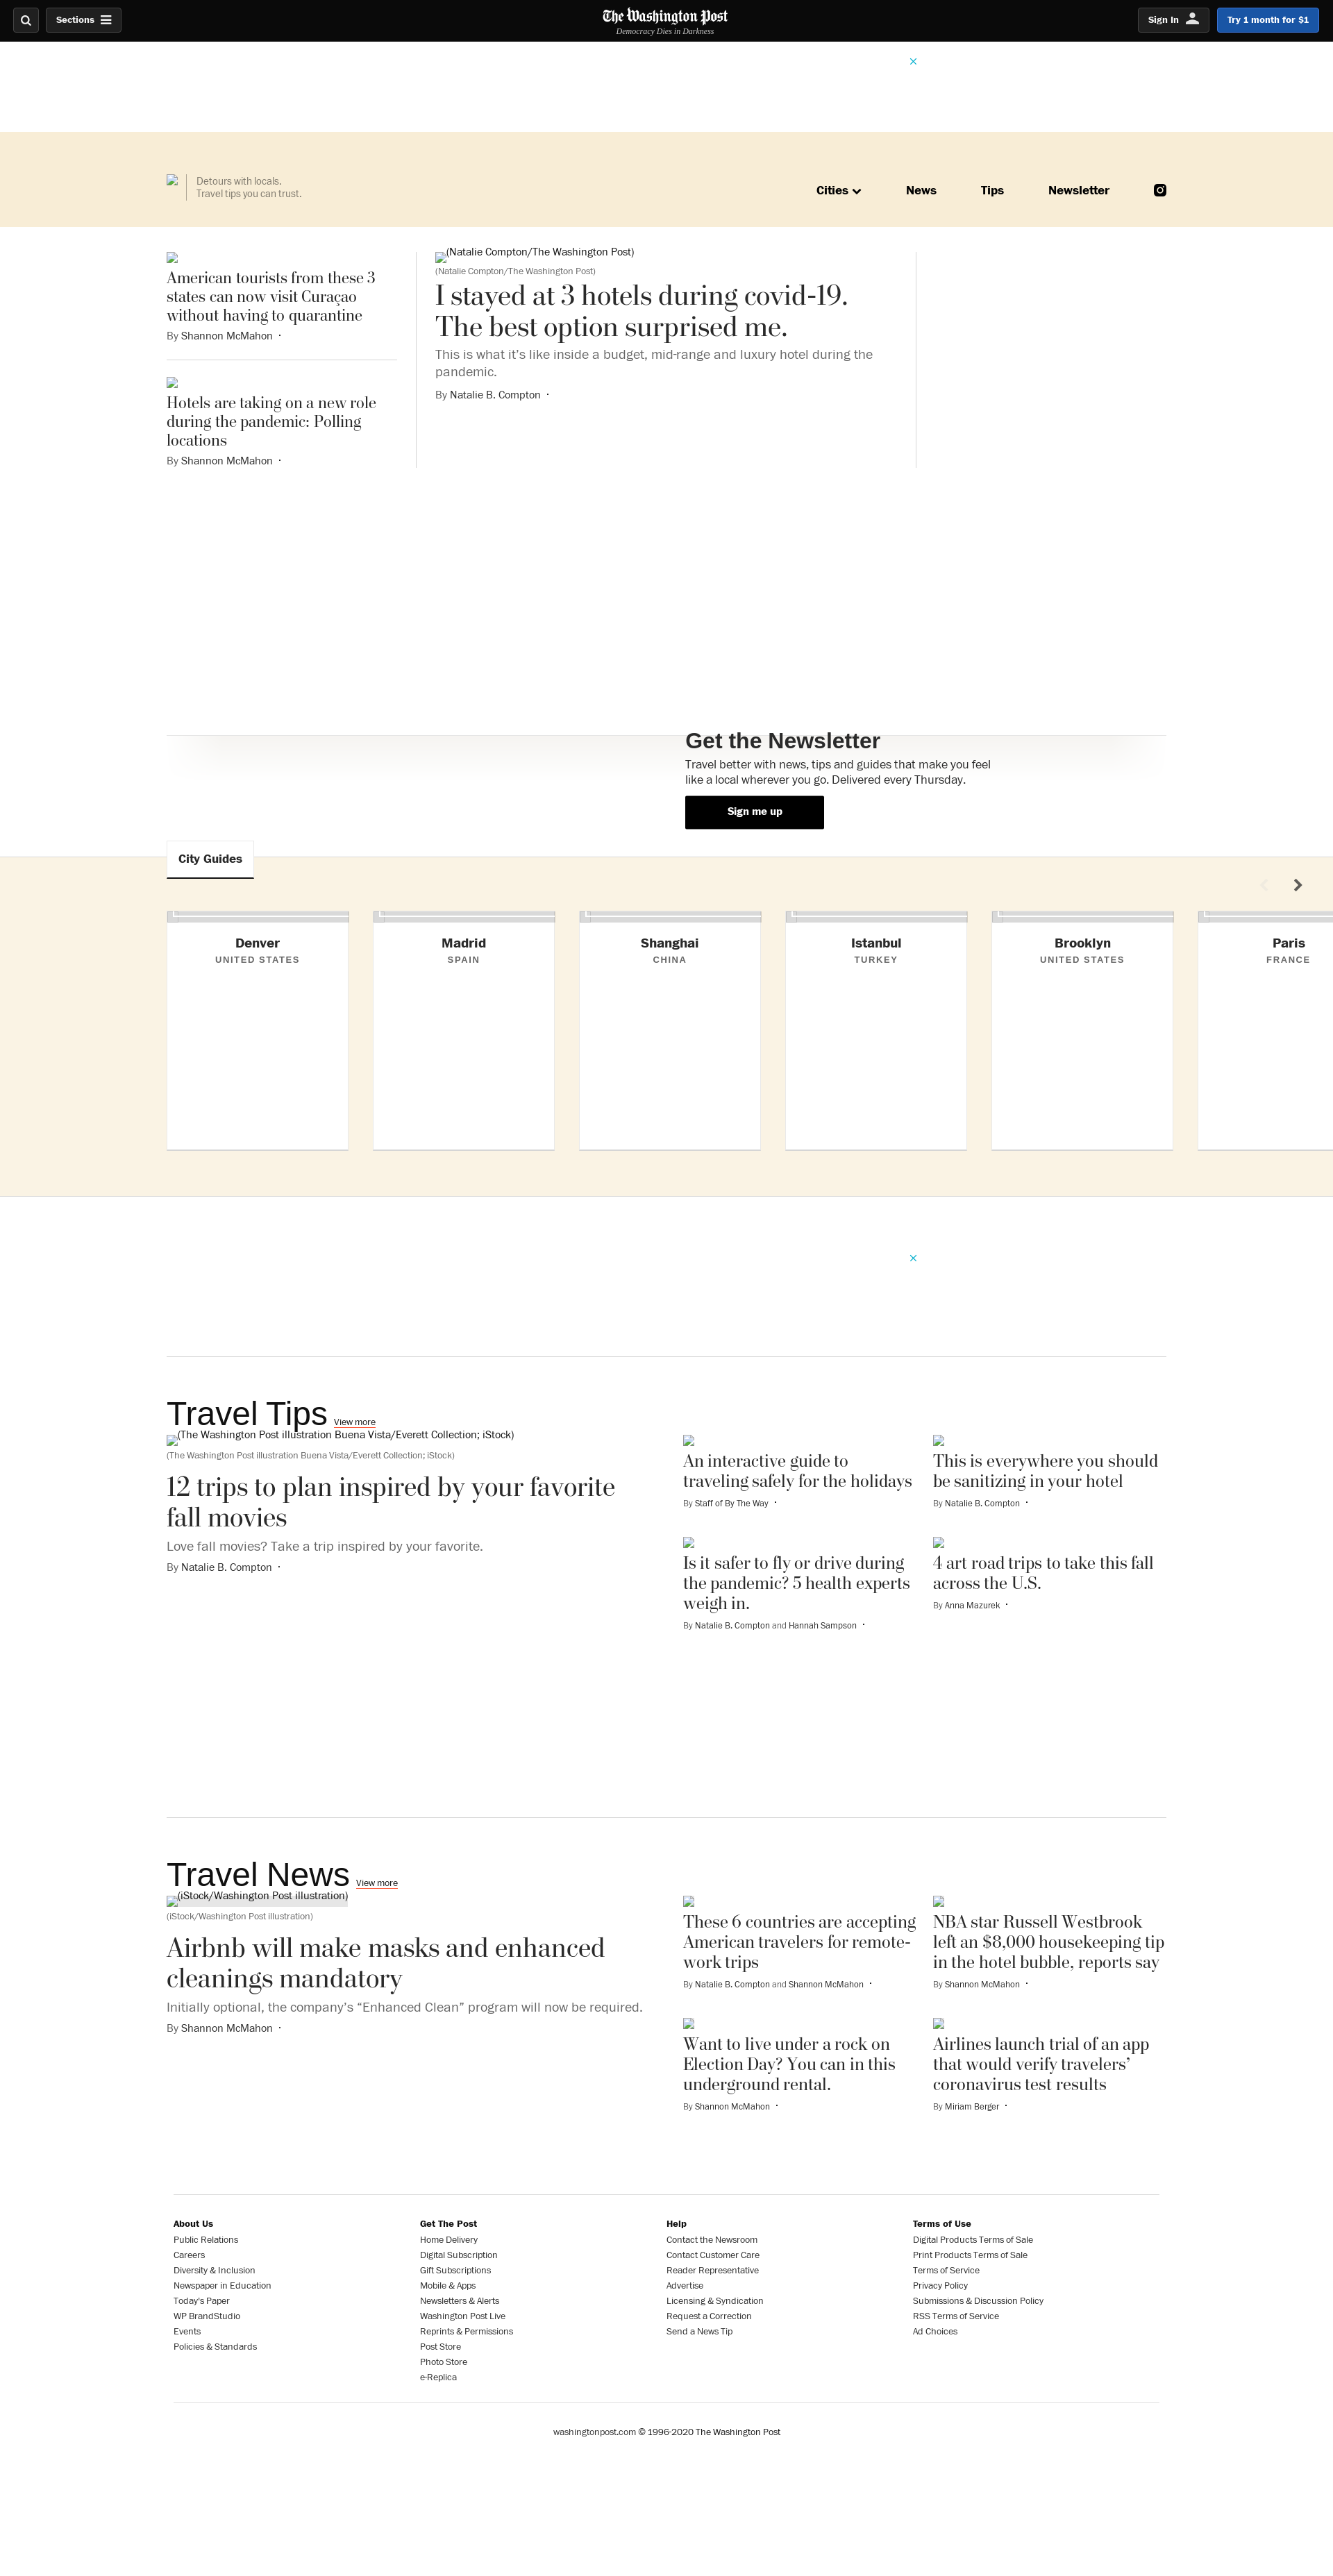 Sections
The Washington Post
Democracy Dies in Darkness
Sign In
Try 1 month for $1
Detours with locals.
Travel tips you can trust.
Cities
News
Tips
Newsletter
American tourists from these 3
states can now visit Curaçao
without having to quarantine
By Shannon McMahon •
Hotels are taking on a new role
during the pandemic: Polling
locations
By Shannon McMahon •
(Natalie Compton/The Washington Post)
(Natalie Compton/The Washington Post)
I stayed at 3 hotels during covid-19.
The best option surprised me.
This is what it’s like inside a budget, mid-range and luxury hotel during the
pandemic.
By Natalie B. Compton •
Get the Newsletter
Travel better with news, tips and guides that make you feel
like a local wherever you go. Delivered every Thursday.
Sign me up
City Guides
Denver
UNITED STATES
Madrid
SPAIN
Shanghai
CHINA
Istanbul
TURKEY
Brooklyn
UNITED STATES
Paris
FRANCE
Travel Tips View more
(The Washington Post illustration Buena Vista/Everett Collection; iStock)
(The Washington Post illustration Buena Vista/Everett Collection; iStock)
12 trips to plan inspired by your favorite
fall movies
Love fall movies? Take a trip inspired by your favorite.
By Natalie B. Compton •
An interactive guide to
traveling safely for the holidays
By Staff of By The Way •
This is everywhere you should
be sanitizing in your hotel
By Natalie B. Compton •
Is it safer to fly or drive during
the pandemic? 5 health experts
weigh in.
By Natalie B. Compton and Hannah Sampson •
4 art road trips to take this fall
across the U.S.
By Anna Mazurek •
Travel News View more
(iStock/Washington Post illustration)
(iStock/Washington Post illustration)
Airbnb will make masks and enhanced
cleanings mandatory
Initially optional, the company’s “Enhanced Clean” program will now be required.
By Shannon McMahon •
These 6 countries are accepting
American travelers for remote-
work trips
By Natalie B. Compton and Shannon McMahon •
NBA star Russell Westbrook
left an $8,000 housekeeping tip
in the hotel bubble, reports say
By Shannon McMahon •
Want to live under a rock on
Election Day? You can in this
underground rental.
By Shannon McMahon •
Airlines launch trial of an app
that would verify travelers’
coronavirus test results
By Miriam Berger •
About Us
Public Relations
Careers
Diversity & Inclusion
Newspaper in Education
Today's Paper
WP BrandStudio
Events
Policies & Standards
Get The Post
Home Delivery
Digital Subscription
Gift Subscriptions
Mobile & Apps
Newsletters & Alerts
Washington Post Live
Reprints & Permissions
Post Store
Photo Store
e-Replica
Help
Contact the Newsroom
Contact Customer Care
Reader Representative
Advertise
Licensing & Syndication
Request a Correction
Send a News Tip
Terms of Use
Digital Products Terms of Sale
Print Products Terms of Sale
Terms of Service
Privacy Policy
Submissions & Discussion Policy
RSS Terms of Service
Ad Choices
washingtonpost.com © 1996-2020 The Washington Post